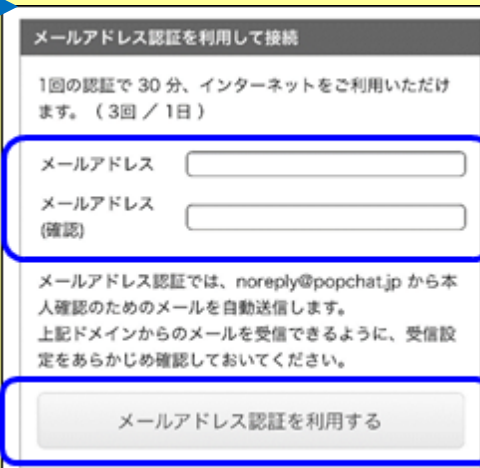 メールアドレス認証を利用して接続
1回の認証で 30 分、インターネットをご利用いただけ
ます。（ 3回 ／ 1日 ）
メールアドレス
メールアドレス
(確認)
メールアドレス認証では、noreply@popchat.jp から本
人確認のためのメールを自動送信します。
上記ドメインからのメールを受信できるように、受信設
定をあらかじめ確認しておいてください。
メールアドレス認証を利用する